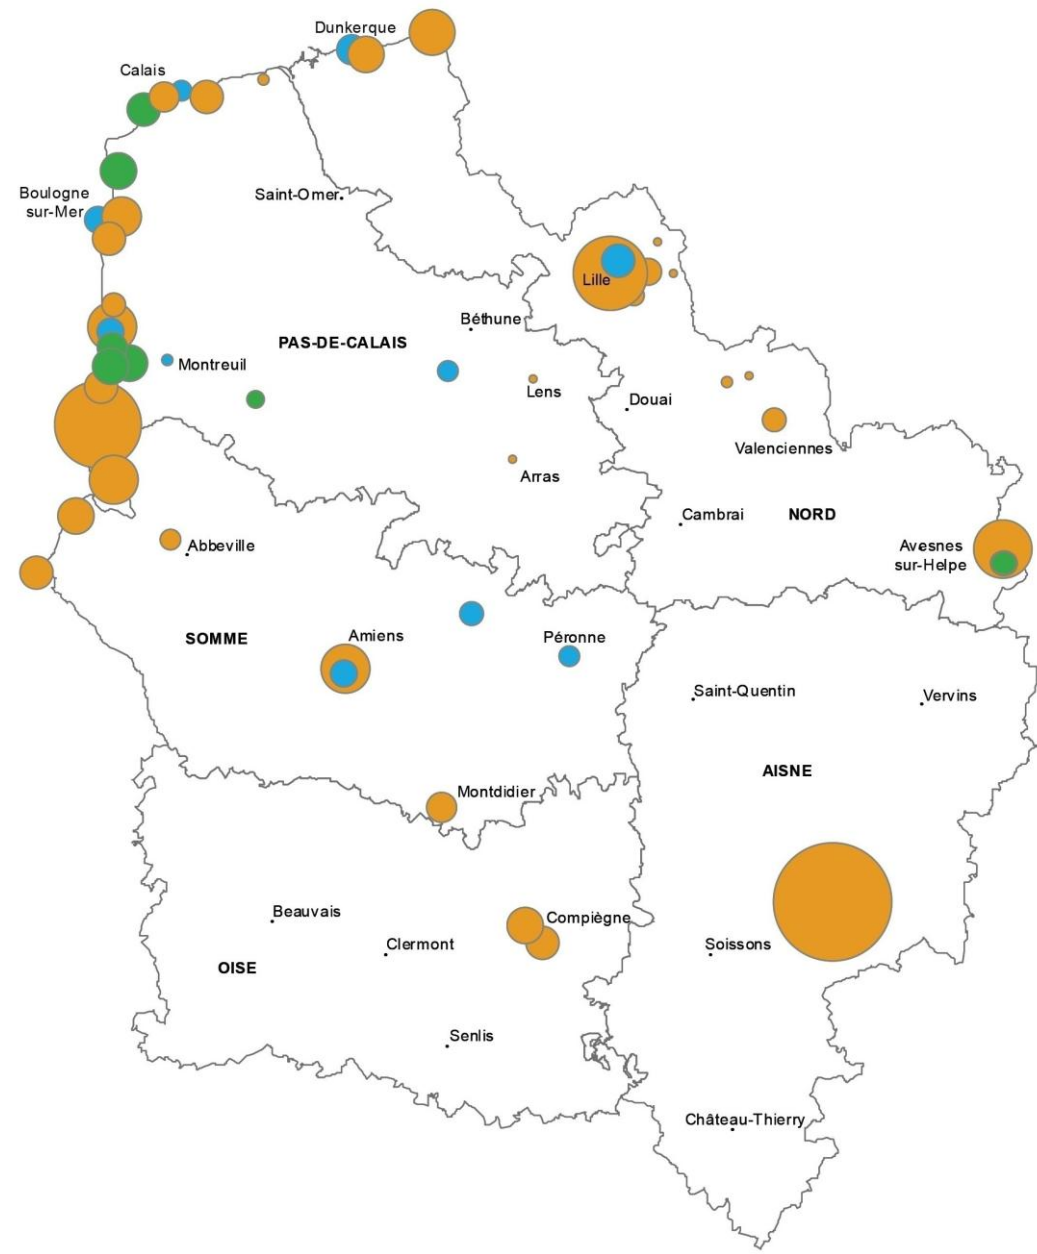 Dunkerque
Calais
Saint-Omer
Boulogne
sur-Mer
Lille
Béthune
PAS-DE-CALAIS
Montreuil
Lens
Douai
Valenciennes
Arras
Cambrai
NORD
Avesnes
sur-Helpe
Abbeville
SOMME
Amiens
Péronne
Saint-Quentin
Vervins
AISNE
Montdidier
Beauvais
Compiègne
Clermont
Soissons
OISE
Senlis
Château-Thierry